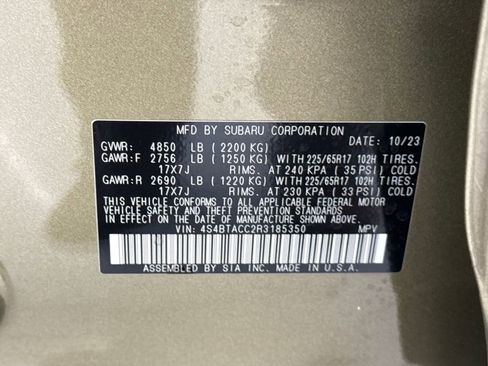 MFD BY SUBARU CORPORATION
DATE: 10/23
GVWR: 4850 LB ( 2200 KG)
GAWR:F 2756 LB ( 1250 KG) WITH 225/65R17 102H TIRES.
17X7J RIMS. AT 240 KPA ( 35 PSI) COLD
GAWR:R 2690 LB ( 1220 KG) WITH 225/65R17 102H TIRES.
17X7J RIMS. AT 230 KPA ( 33 PSI) COLD
THIS VEHICLE CONFORMS TO ALL APPLICABLE FEDERAL MOTOR
VEHICLE SAFETY, BUMPER, AND THEFT PREVENTION STANDARDS
IN EFFECT ON THE DATE OF MANUFACTURE SHOWN ABOVE.
VIN: 4S4BTACC2R3185350 MPV
ASSEMBLED BY SIA INC. MADE IN U.S.A.